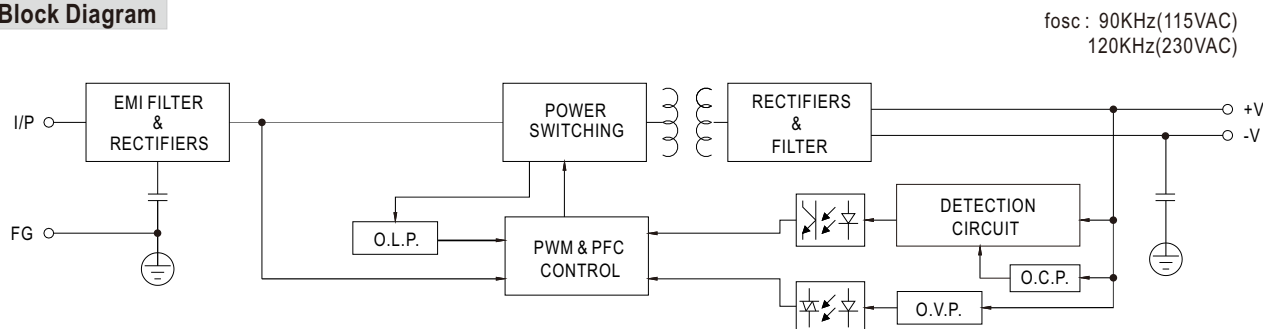 Block Diagram
fosc : 90KHz(115VAC)
120KHz(230VAC)
I/P
EMI FILTER
&
RECTIFIERS
POWER
SWITCHING
RECTIFIERS
&
FILTER
+V
-V
FG
O.L.P.
PWM & PFC
CONTROL
DETECTION
CIRCUIT
O.C.P.
O.V.P.